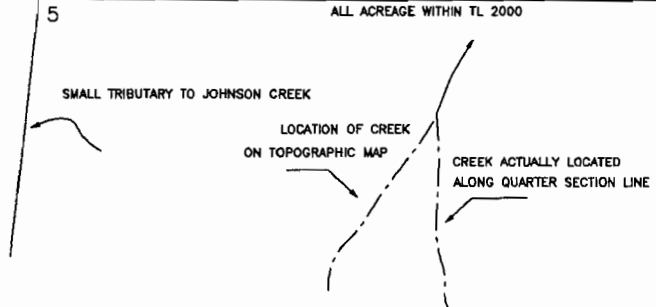 5
ALL ACREAGE WITHIN TL 2000
SMALL TRIBUTARY TO JOHNSON CREEK
LOCATION OF CREEK
ON TOPOGRAPHIC MAP
CREEK ACTUALLY LOCATED
ALONG QUARTER SECTION LINE